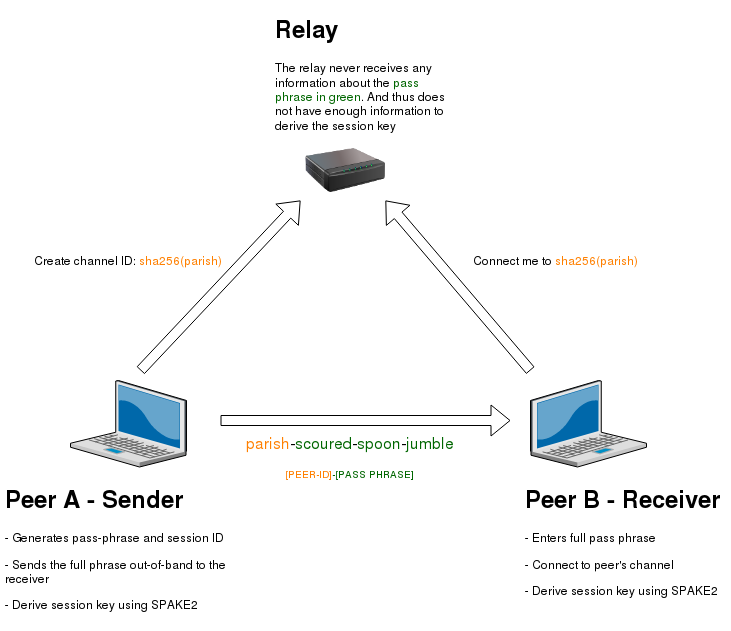 Relay
The relay never receives any
information about the pass
phrase in green. And thus does
not have enough information to
derive the session key
Create channel ID: sha256(parish)
Connect me to sha256(parish)
parish-scoured-spoon-jumble
[PEER-ID]-[PASS PHRASE]
Peer A - Sender
- Generates pass-phrase and session ID
- Sends the full phrase out-of-band to the
receiver
- Derive session key using SPAKE2
Peer B - Receiver
- Enters full pass phrase
- Connect to peer's channel
- Derive session key using SPAKE2